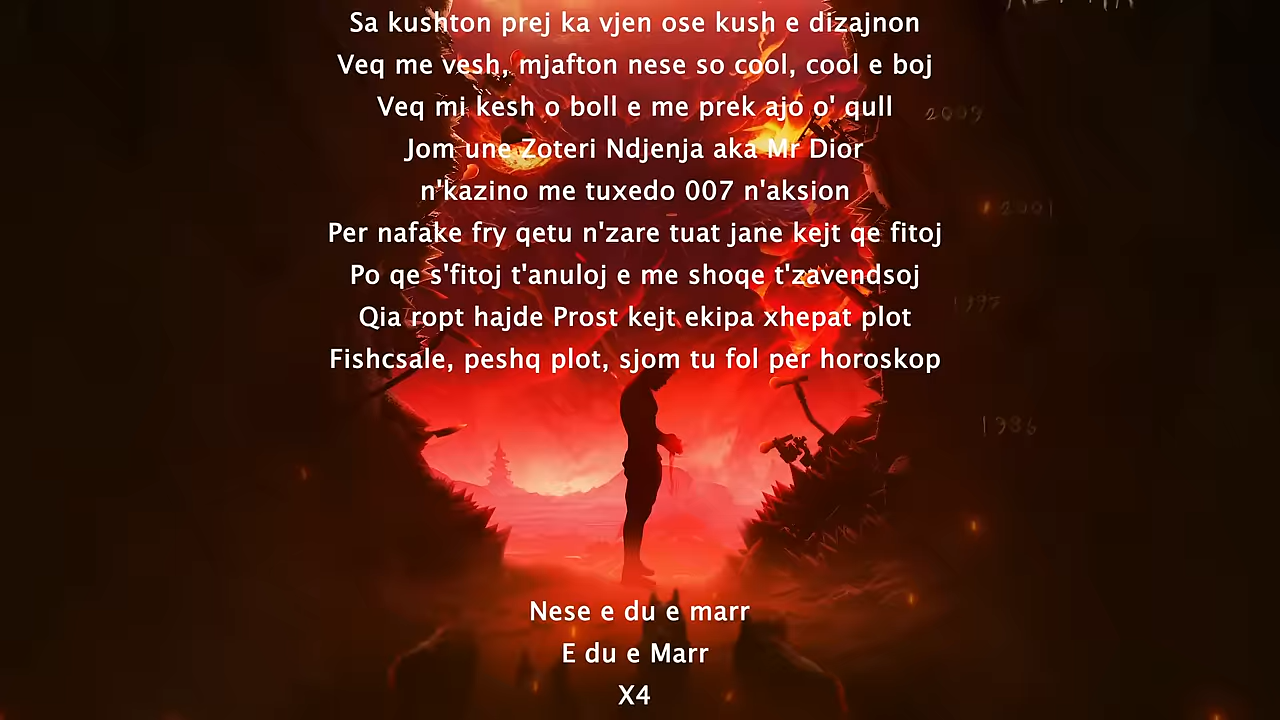 Sa kushton prej ka vjen ose kush e dizajnon
Veq me vesh, mjafton nese so cool, cool e boj
Veq mi kesh o boll e me prek ajo o' qull
Jom une Zoteri Ndjenja aka Mr Dior
n'kazino me tuxedo 007 n'aksion
Per nafake fry qetu n'zare tuat jane kejt qe fitoj
Po qe s'fitoj t'anuloj e me shoqe t'zavendsoj
Qia ropt hajde Prost kejt ekipa xhepat plot
Fishcsale, peshq plot, sjom tu fol per horoskop
2009
2001
1997
1986
Nese e du e marr
E du e Marr
X4